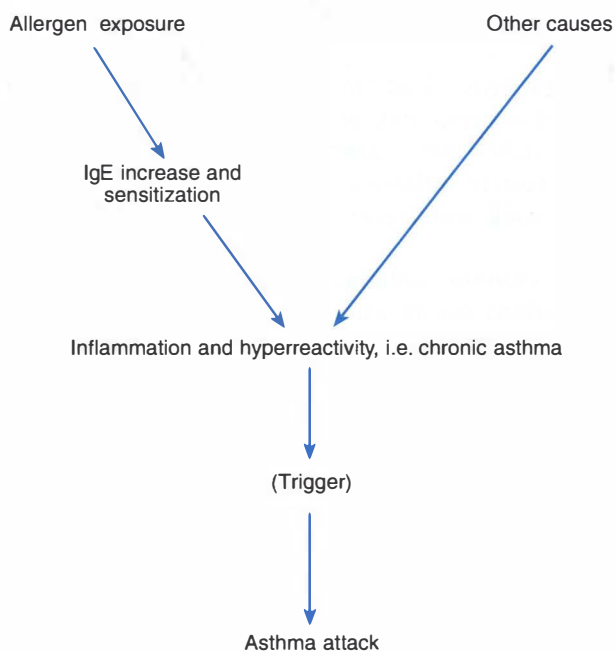 Allergen exposure
Other causes
IgE increase and
sensitization
Inflammation and hyperreactivity, i.e. chronic asthma
(Trigger)
Asthma attack